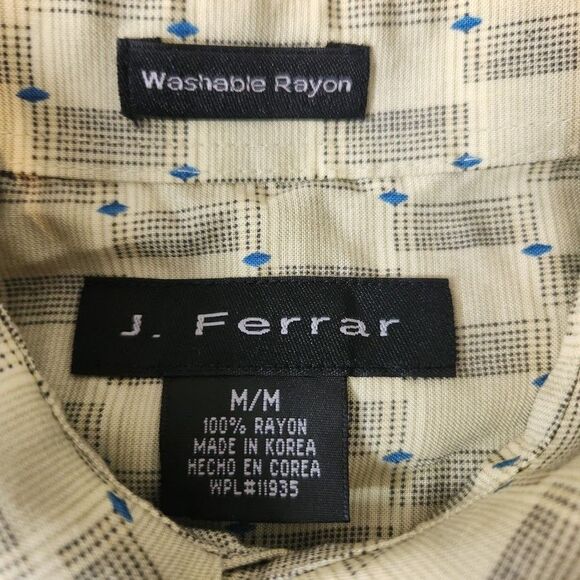 Washable Rayon
J. Ferrar
M/M
100% RAYON
MADE IN KOREA
HECHO EN COREA
WPL#11935